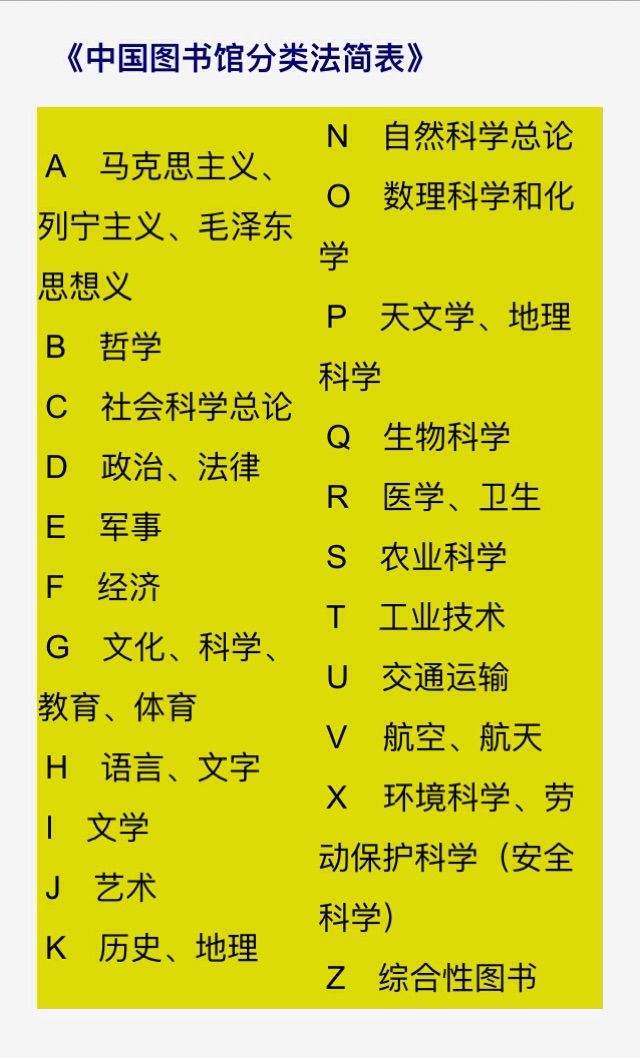 《中国图书馆分类法简表》
A 马克思主义、
列宁主义、毛泽东
思想义
B 哲学
C 社会科学总论
D 政治、法律
E 军事
F 经济
G 文化、科学、
教育、体育
H 语言、文字
I 文学
J 艺术
K 历史、地理
N 自然科学总论
O 数理科学和化
学
P 天文学、地理
科学
Q 生物科学
R 医学、卫生
S 农业科学
T 工业技术
U 交通运输
V 航空、航天
X 环境科学、劳
动保护科学（安全
科学）
Z 综合性图书